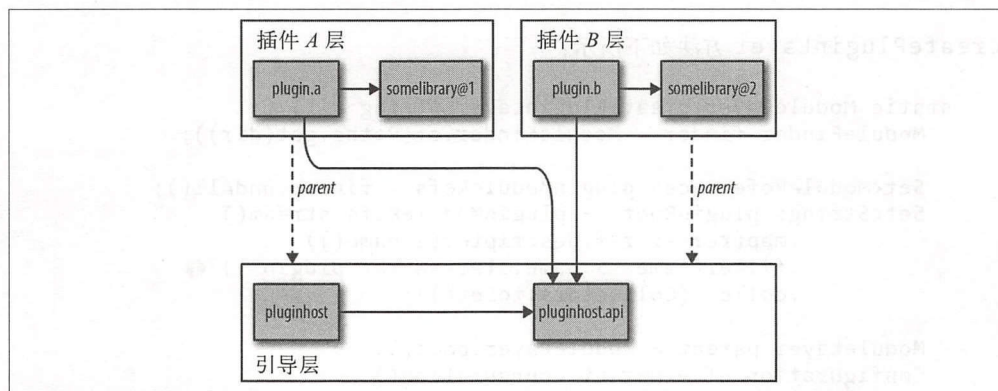 插件 A 层
插件 B 层
plugin.a
somelibrary@1
plugin.b
somelibrary@2
parent
parent
pluginhost
pluginhost.api
引导层